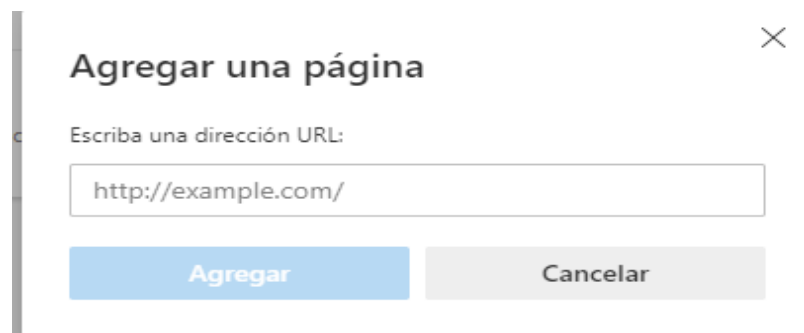 Agregar una página
Escriba una dirección URL:
http://example.com/
Agregar
Cancelar